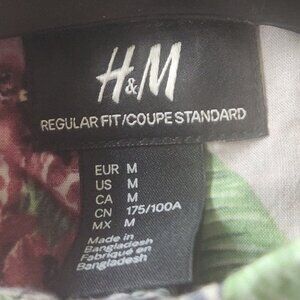 H&M
REGULAR FIT/COUPE STANDARD
EUR M
US M
CA M
CN 175/100A
MX M
Made in
Bangladesh
Fabriqué en
Bangladesh